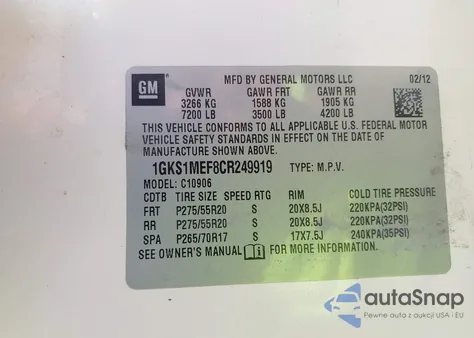 GM
MFD BY GENERAL MOTORS LLC 02/12
GVWR GAWR FRT GAWR RR
3266 KG 1588 KG 1905 KG
7200 LB 3500 LB 4200 LB
THIS VEHICLE CONFORMS TO ALL APPLICABLE U.S. FEDERAL MOTOR
VEHICLE SAFETY STANDARDS IN EFFECT ON THE DATE OF
MANUFACTURE SHOWN ABOVE.
1GKS1MEF8CR249919 TYPE: M.P.V.
MODEL: C10906
CDTB TIRE SIZE SPEED RTG RIM COLD TIRE PRESSURE
FRT P275/55R20 S 20X8.5J 220KPA(32PSI)
RR P275/55R20 S 20X8.5J 220KPA(32PSI)
SPA P265/70R17 S 17X7.5J 240KPA(35PSI)
SEE OWNER'S MANUAL FOR MORE INFORMATION.
autoSnap
Pewne auta z aukcji USA i EU